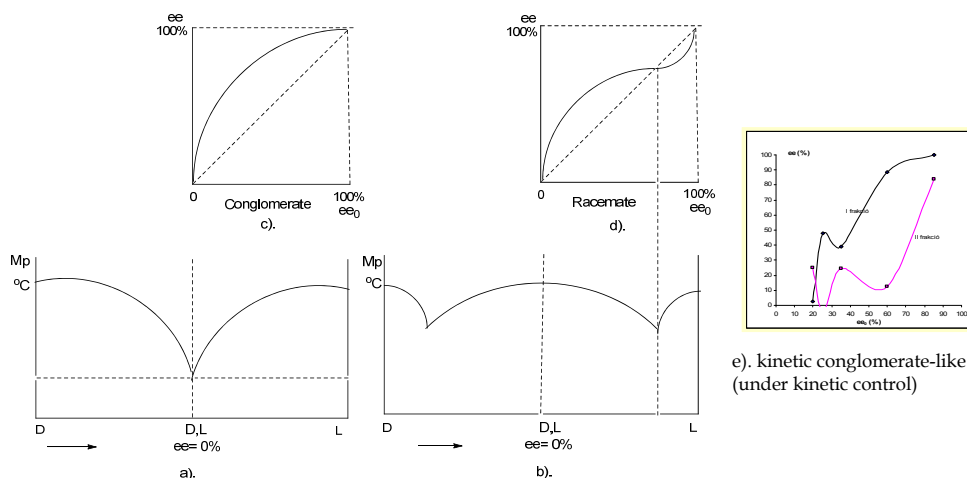 ee
100%
0
100%
Conglomerate
ee0
c).
ee
100%
0
100%
Racemate
ee0
d).
Mp
ºC
D
D,L
L
ee= 0%
a).
Mp
ºC
D
D,L
L
ee= 0%
b).
ee (%)
100
90
80
70
60
50
40
30
20
10
0
I frakció
II frakció
0 10 20 30 40 50 60 70 80 90 100
ee0 (%)
e). kinetic conglomerate-like
(under kinetic control)